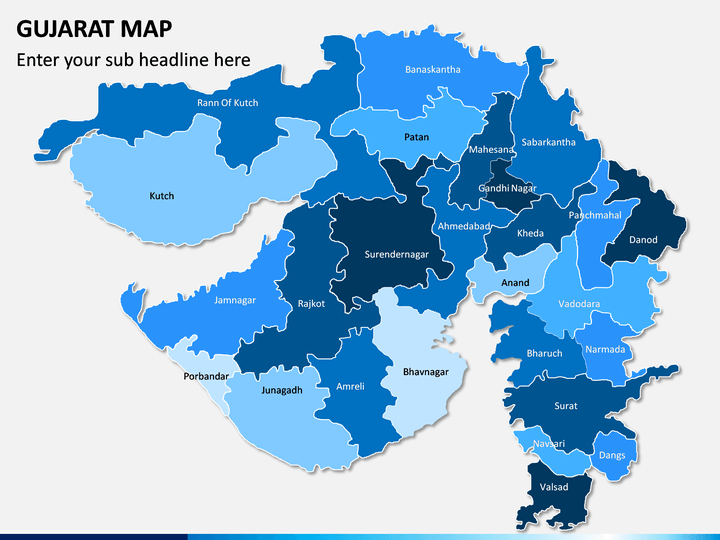 GUJARAT MAP
Enter your sub headline here
Banaskantha
Rann Of Kutch
Patan
Sabarkantha
Mahesana
Gandhi Nagar
Kutch
Panchmahal
Ahmedabad
Kheda
Danod
Surendernagar
Anand
Jamnagar
Rajkot
Vadodara
Bharuch
Narmada
Porbandar
Bhavnagar
Junagadh
Amreli
Surat
Navsari
Dangs
Valsad